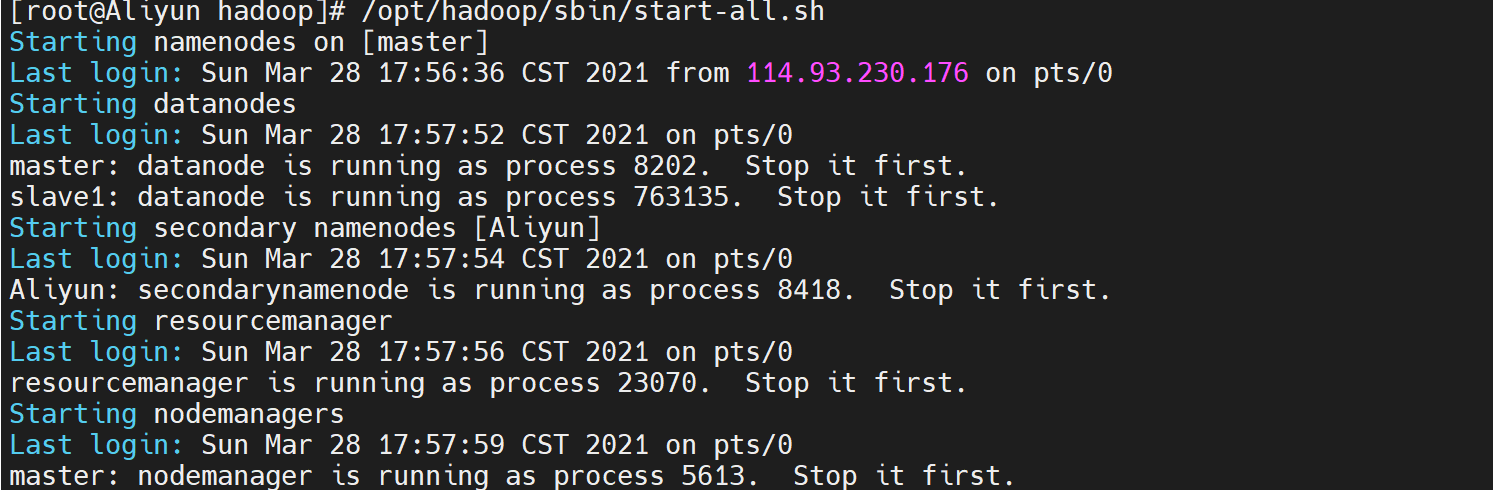 [root@Aliyun hadoop]# /opt/hadoop/sbin/start-all.sh
Starting namenodes on [master]
Last login: Sun Mar 28 17:56:36 CST 2021 from 114.93.230.176 on pts/0
Starting datanodes
Last login: Sun Mar 28 17:57:52 CST 2021 on pts/0
master: datanode is running as process 8202.  Stop it first.
slave1: datanode is running as process 763135.  Stop it first.
Starting secondary namenodes [Aliyun]
Last login: Sun Mar 28 17:57:54 CST 2021 on pts/0
Aliyun: secondarynamenode is running as process 8418.  Stop it first.
Starting resourcemanager
Last login: Sun Mar 28 17:57:56 CST 2021 on pts/0
resourcemanager is running as process 23070.  Stop it first.
Starting nodemanagers
Last login: Sun Mar 28 17:57:59 CST 2021 on pts/0
master: nodemanager is running as process 5613.  Stop it first.